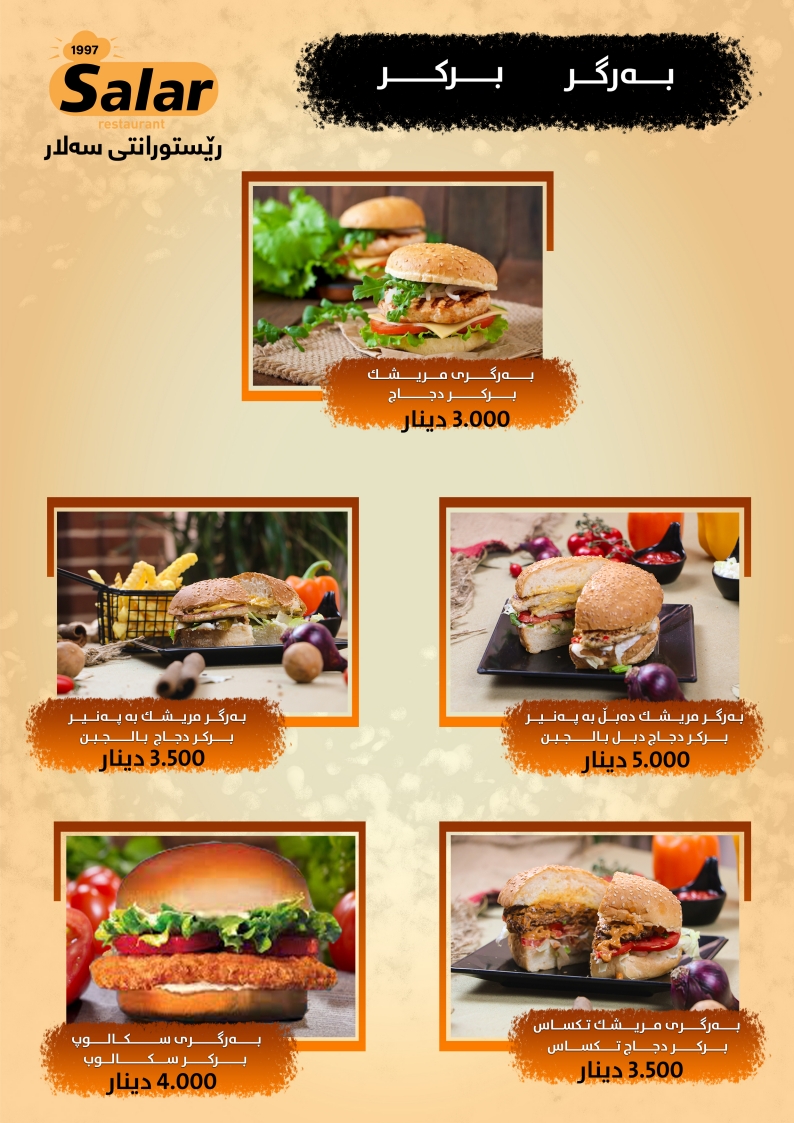 1997
Salar
restaurant
رێستورانتی سەلار
بەرگر برکر
بەرگری مریشك
برکر دجاج
3.000 دینار
بەرگر مریشك دەبڵ بە پەنیر
برکر دجاج دبل بالجبن
5.000 دینار
بەرگر مریشك بە پەنیر
برکر دجاج بالجبن
3.500 دینار
بەرگری مریشك تکساس
برکر دجاج تکساس
3.500 دینار
بەرگری سکالوپ
برکر سکالوب
4.000 دینار